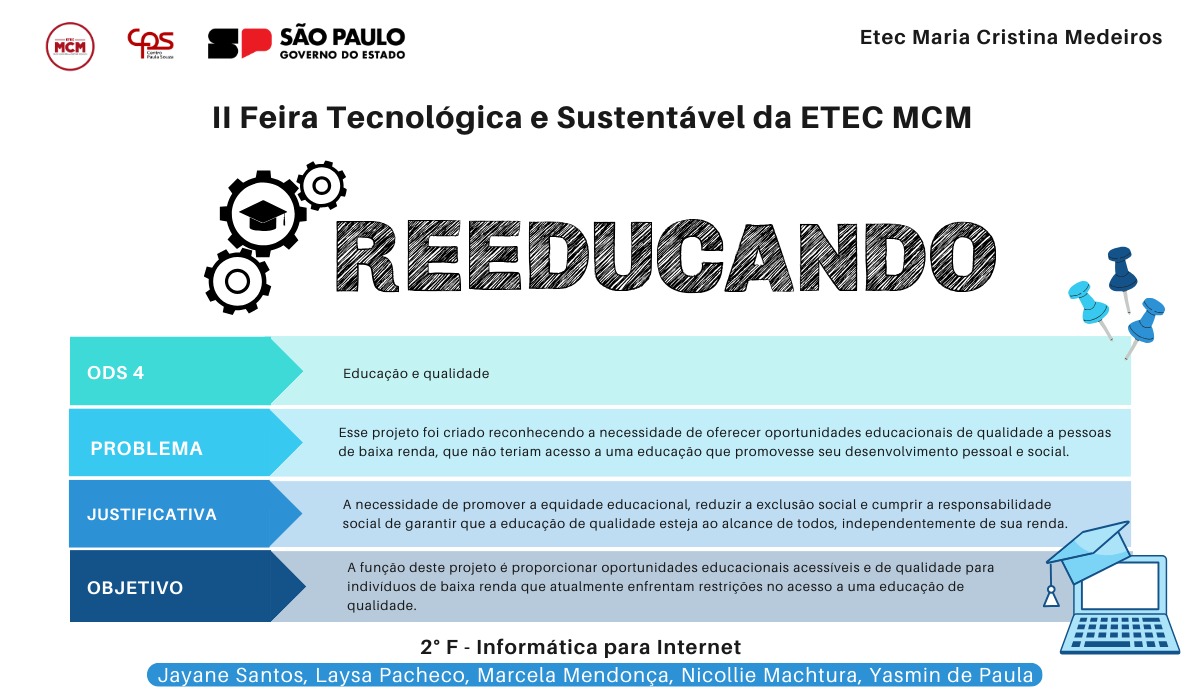 ETEC
MCM
CPS
Centro
Paula Souza
SP
SÃO PAULO
GOVERNO DO ESTADO
Etec Maria Cristina Medeiros
II Feira Tecnológica e Sustentável da ETEC MCM
REEDUCANDO
ODS 4
Educação e qualidade
PROBLEMA
Esse projeto foi criado reconhecendo a necessidade de oferecer oportunidades educacionais de qualidade a pessoas
de baixa renda, que não teriam acesso a uma educação que promovesse seu desenvolvimento pessoal e social.
JUSTIFICATIVA
A necessidade de promover a equidade educacional, reduzir a exclusão social e cumprir a responsabilidade
social de garantir que a educação de qualidade esteja ao alcance de todos, independentemente de sua renda.
OBJETIVO
A função deste projeto é proporcionar oportunidades educacionais acessíveis e de qualidade para
indivíduos de baixa renda que atualmente enfrentam restrições no acesso a uma educação de
qualidade.
2° F - Informática para Internet
Jayane Santos, Laysa Pacheco, Marcela Mendonça, Nicollie Machtura, Yasmin de Paula